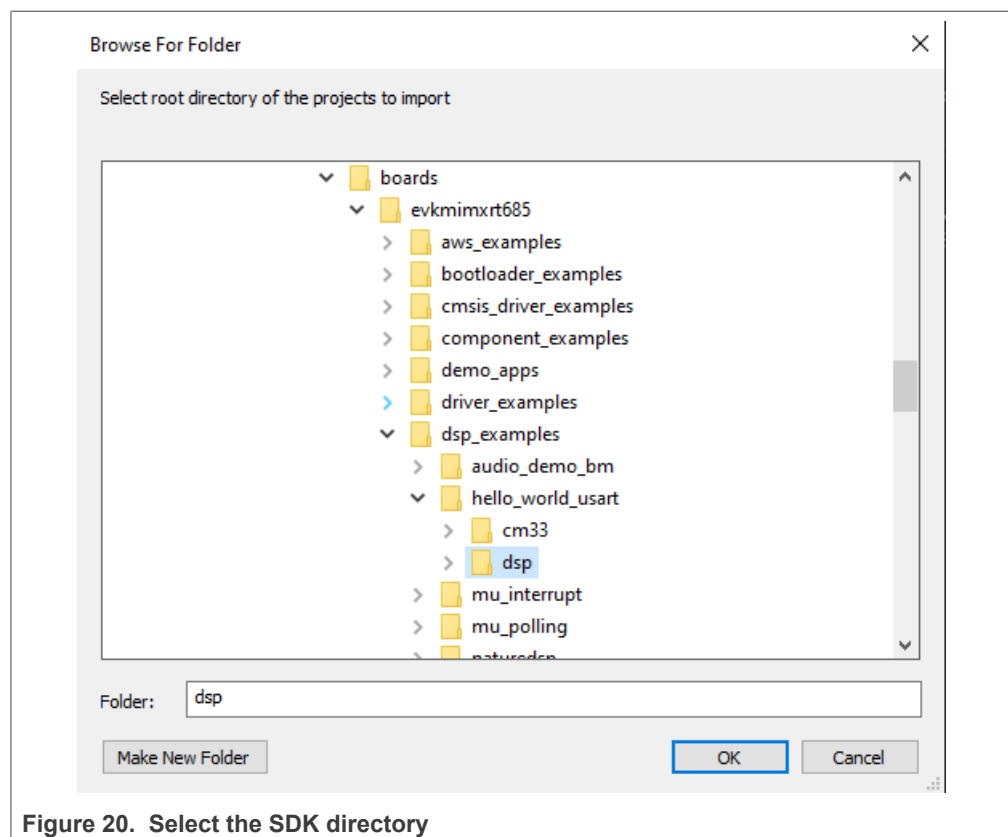 Browse For Folder
Select root directory of the projects to import
boards
evkmimxrt685
aws_examples
bootloader_examples
cmsis_driver_examples
component_examples
demo_apps
driver_examples
dsp_examples
audio_demo_bm
hello_world_usart
cm33
dsp
mu_interrupt
mu_polling
Folder: dsp
Make New Folder OK Cancel
Figure 20. Select the SDK directory